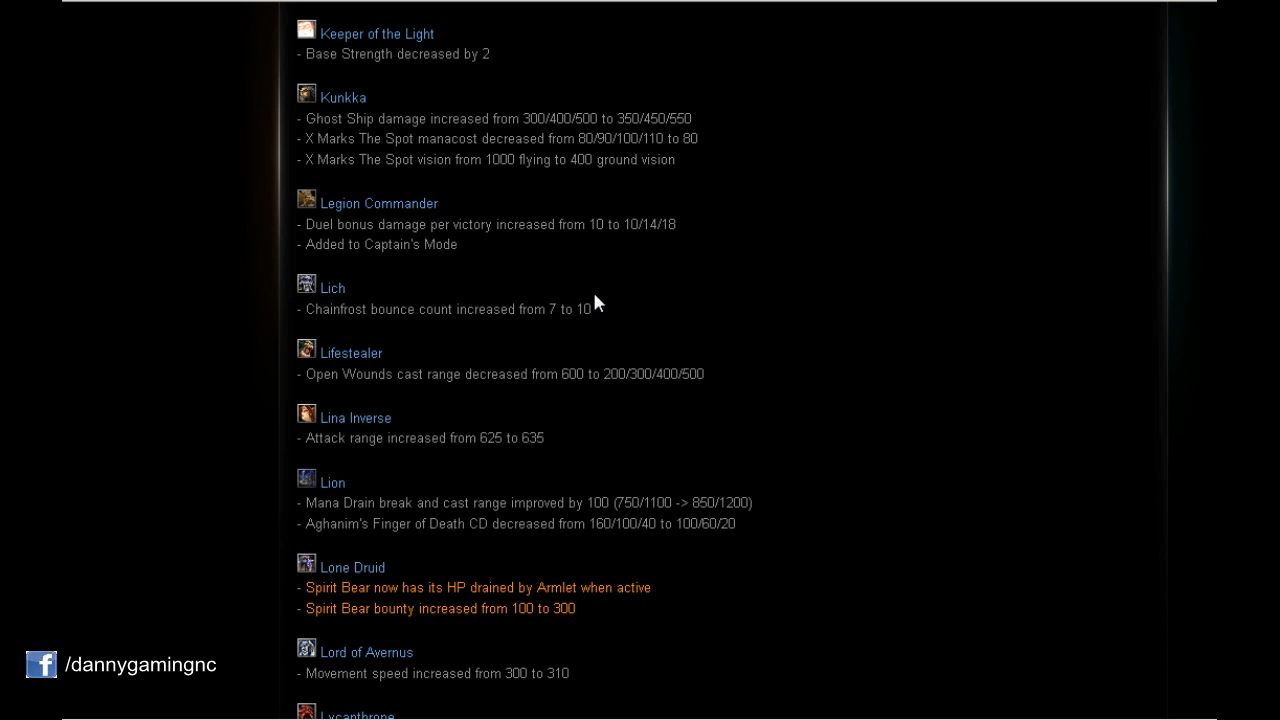 Keeper of the Light
- Base Strength decreased by 2
Kunkka
- Ghost Ship damage increased from 300/400/500 to 350/450/550
- X Marks The Spot manacost decreased from 80/90/100/110 to 80
- X Marks The Spot vision from 1000 flying to 400 ground vision
Legion Commander
- Duel bonus damage per victory increased from 10 to 10/14/18
- Added to Captain's Mode
Lich
- Chainfrost bounce count increased from 7 to 10
Lifestealer
- Open Wounds cast range decreased from 600 to 200/300/400/500
Lina Inverse
- Attack range increased from 625 to 635
Lion
- Mana Drain break and cast range improved by 100 (750/1100 -> 850/1200)
- Aghanim's Finger of Death CD decreased from 160/100/40 to 100/60/20
Lone Druid
- Spirit Bear now has its HP drained by Armlet when active
- Spirit Bear bounty increased from 100 to 300
Lord of Avernus
- Movement speed increased from 300 to 310
Lycanthrope
f /dannygamingnc